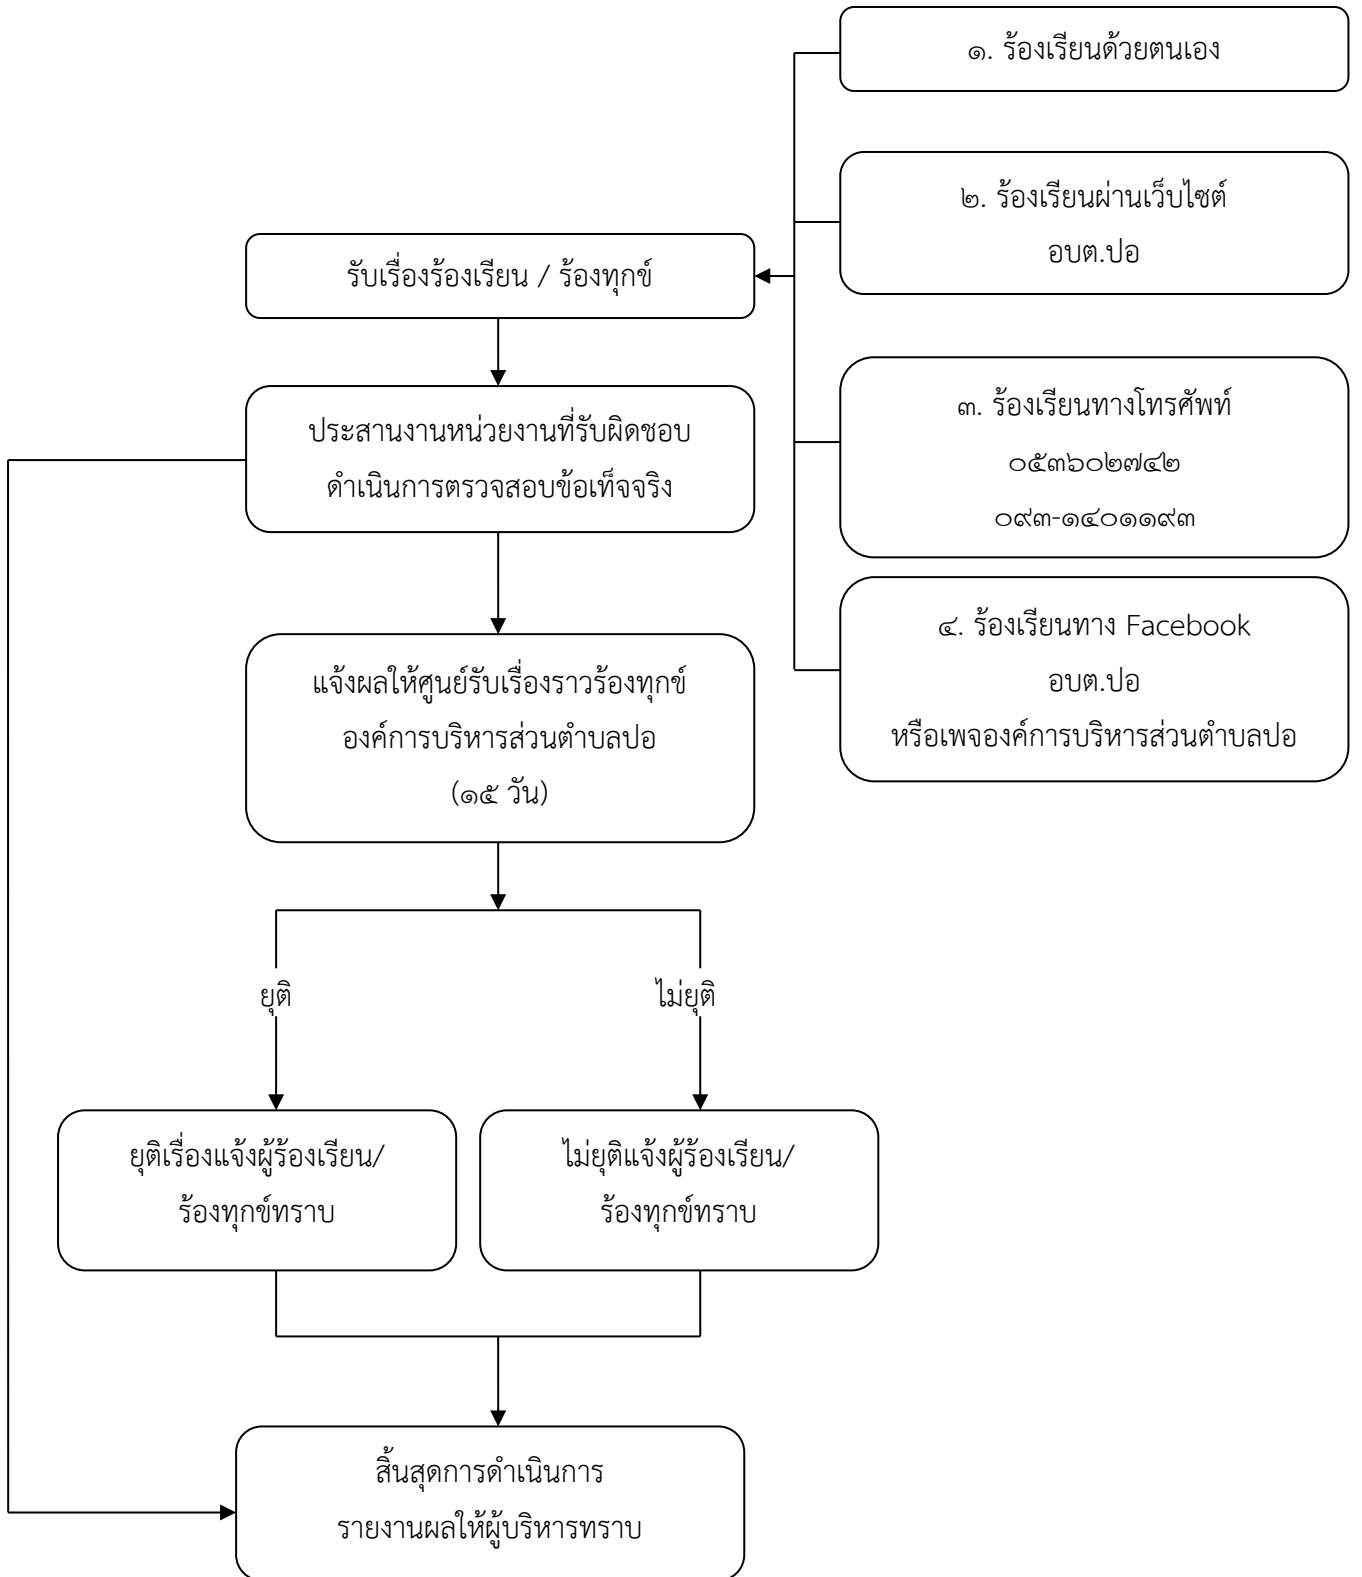 ๑. ร้องเรียนด้วยตนเอง
๒. ร้องเรียนผ่านเว็บไซต์
อบต.ปอ
รับเรื่องร้องเรียน / ร้องทุกข์
๓. ร้องเรียนทางโทรศัพท์
๐๕๓๖๐๒๗๔๒
๐๙๓-๑๔๐๑๑๙๓
ประสานงานหน่วยงานที่รับผิดชอบ
ดำเนินการตรวจสอบข้อเท็จจริง
๔. ร้องเรียนทาง Facebook
อบต.ปอ
หรือเพจองค์การบริหารส่วนตำบลปอ
แจ้งผลให้ศูนย์รับเรื่องราวร้องทุกข์
องค์การบริหารส่วนตำบลปอ
(๑๕ วัน)
ยุติ
ไม่ยุติ
ยุติเรื่องแจ้งผู้ร้องเรียน/
ร้องทุกข์ทราบ
ไม่ยุติแจ้งผู้ร้องเรียน/
ร้องทุกข์ทราบ
สิ้นสุดการดำเนินการ
รายงานผลให้ผู้บริหารทราบ